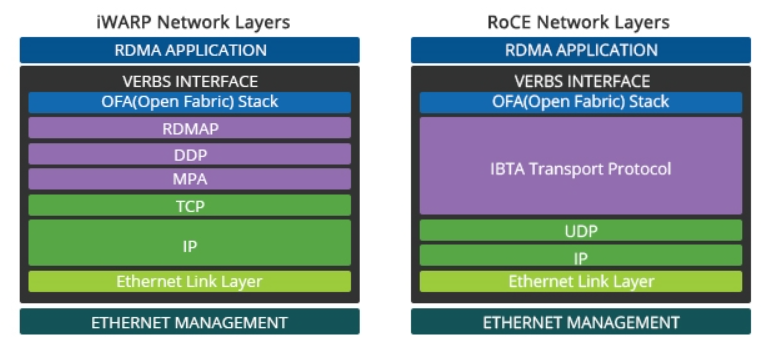 iWARP Network Layers
RDMA APPLICATION
VERBS INTERFACE
OFA(Open Fabric) Stack
RDMAP
DDP
MPA
TCP
IP
Ethernet Link Layer
ETHERNET MANAGEMENT
RoCE Network Layers
RDMA APPLICATION
VERBS INTERFACE
OFA(Open Fabric) Stack
IBTA Transport Protocol
UDP
IP
Ethernet Link Layer
ETHERNET MANAGEMENT